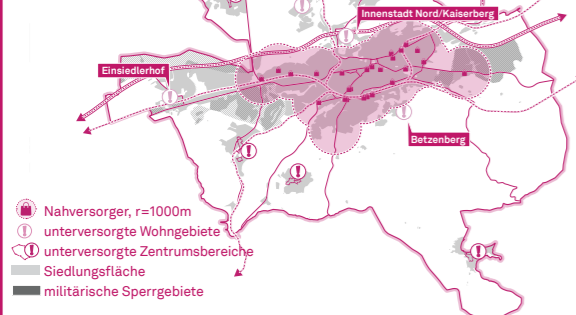 Innenstadt Nord/Kaiserberg
Einsiedlerhof
Betzenberg
Nahversorger, r=1000m
unterversorgte Wohngebiete
unterversorgte Zentrumsbereiche
Siedlungsfläche
militärische Sperrgebiete